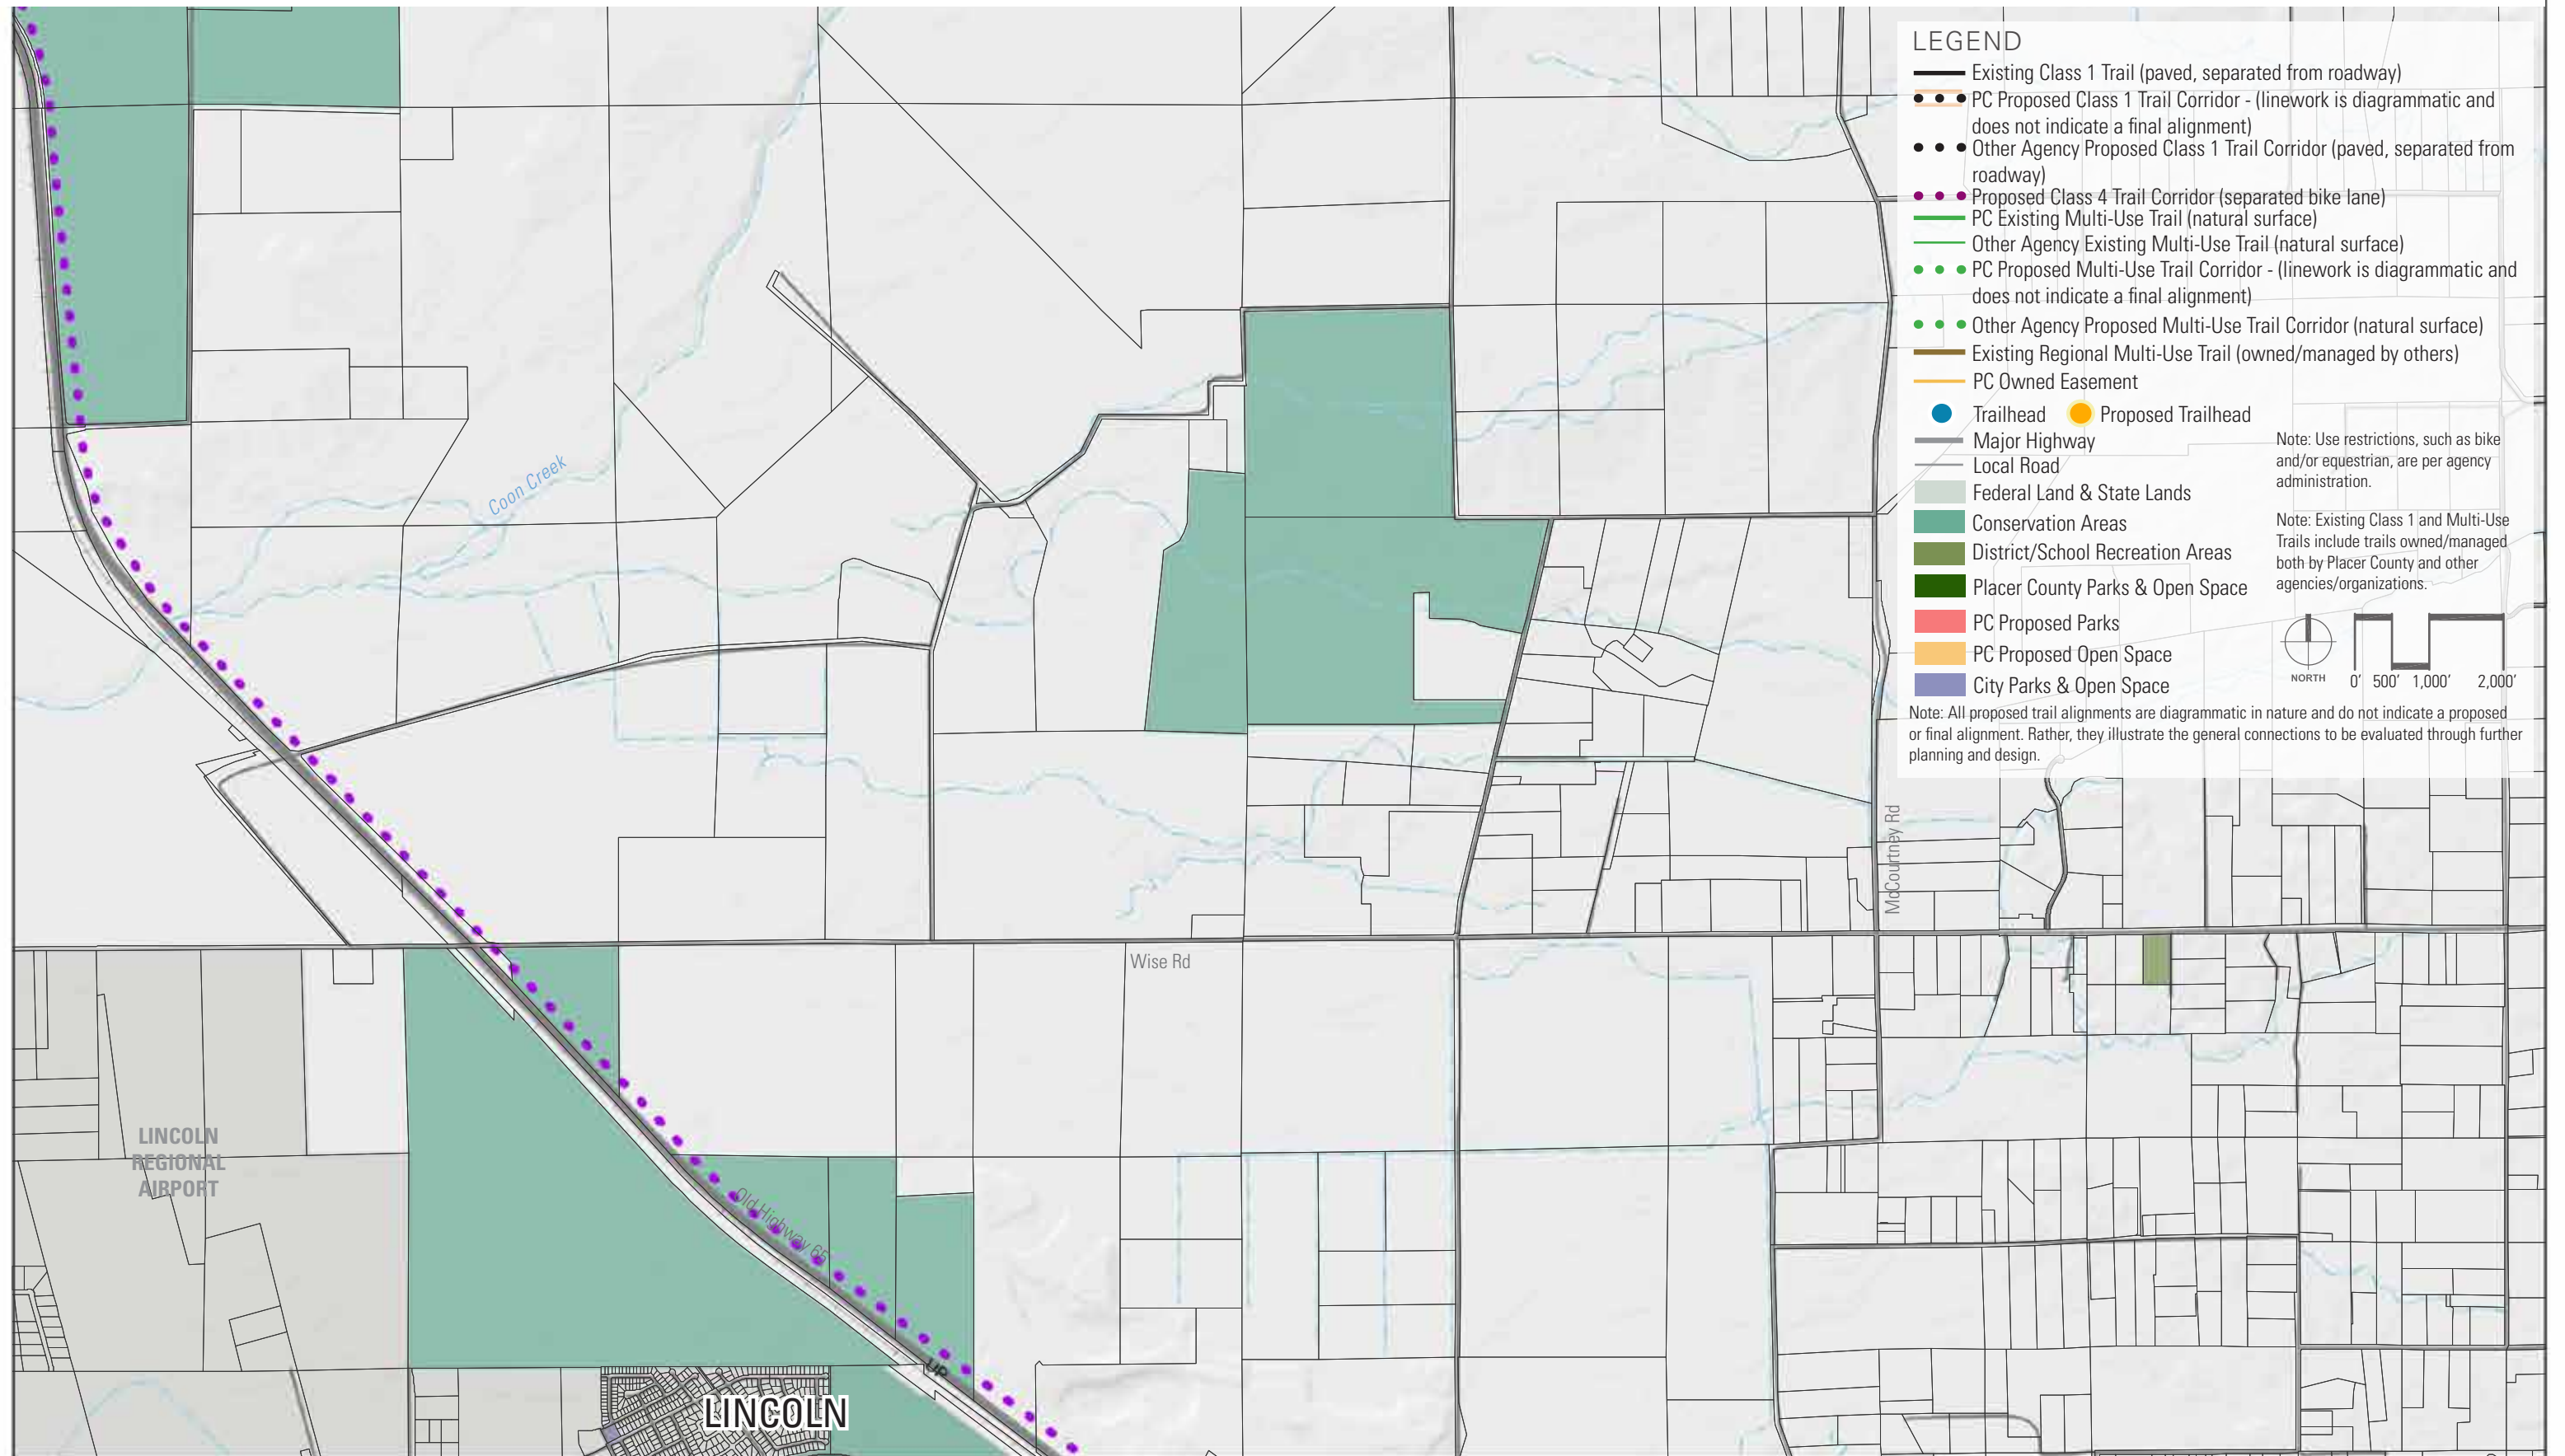 LEGEND
Existing Class 1 Trail (paved, separated from roadway)
PC Proposed Class 1 Trail Corridor - (linework is diagrammatic and
does not indicate a final alignment)
Other Agency Proposed Class 1 Trail Corridor (paved, separated from
roadway)
Proposed Class 4 Trail Corridor (separated bike lane)
PC Existing Multi-Use Trail (natural surface)
Other Agency Existing Multi-Use Trail (natural surface)
PC Proposed Multi-Use Trail Corridor - (linework is diagrammatic and
does not indicate a final alignment)
Other Agency Proposed Multi-Use Trail Corridor (natural surface)
Existing Regional Multi-Use Trail (owned/managed by others)
PC Owned Easement
Trailhead
Proposed Trailhead
Major Highway
Local Road
Federal Land & State Lands
Conservation Areas
District/School Recreation Areas
Placer County Parks & Open Space
PC Proposed Parks
PC Proposed Open Space
City Parks & Open Space
Note: Use restrictions, such as bike
and/or equestrian, are per agency
administration.
Note: Existing Class 1 and Multi-Use
Trails include trails owned/managed
both by Placer County and other
agencies/organizations.
NORTH
0' 500' 1,000' 2,000'
Note: All proposed trail alignments are diagrammatic in nature and do not indicate a proposed
or final alignment. Rather, they illustrate the general connections to be evaluated through further
planning and design.
Coon Creek
McCourtney Rd
Wise Rd
LINCOLN
REGIONAL
AIRPORT
Old Highway 65
UP
LINCOLN